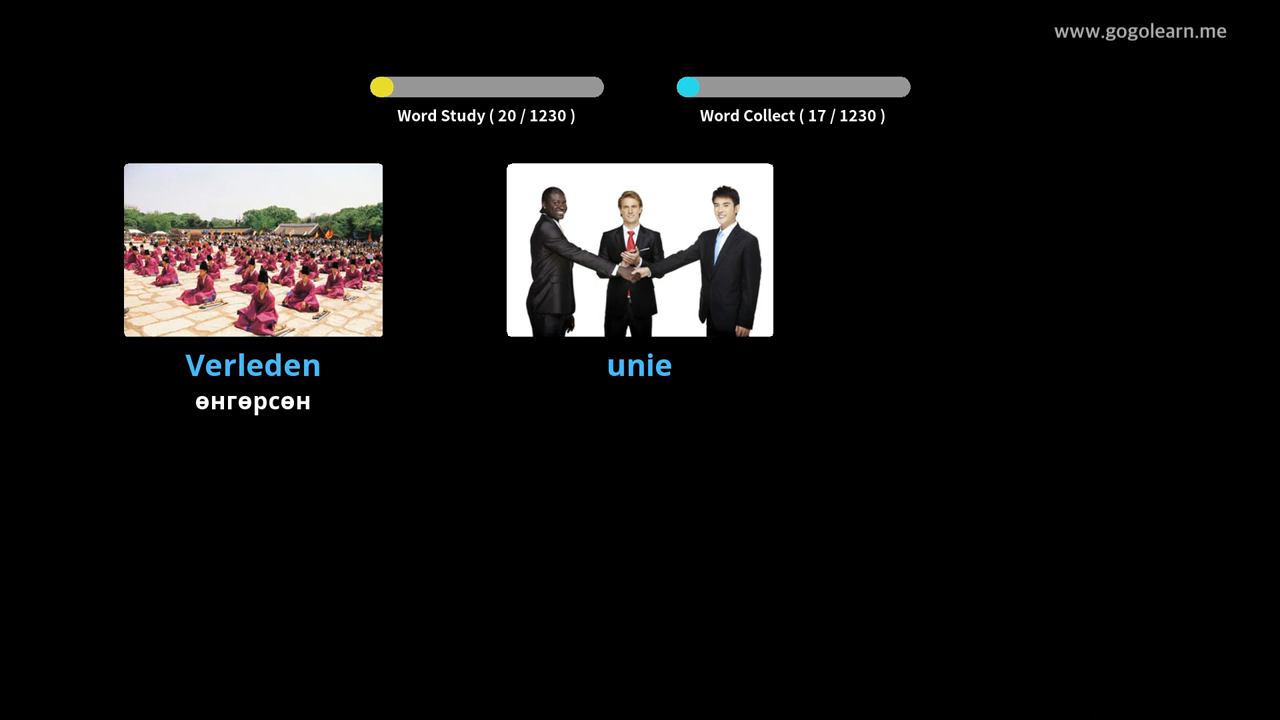 www.gogolearn.me
Word Study ( 20 / 1230 )
Word Collect ( 17 / 1230 )
Verleden
unie
өнгөрсөн